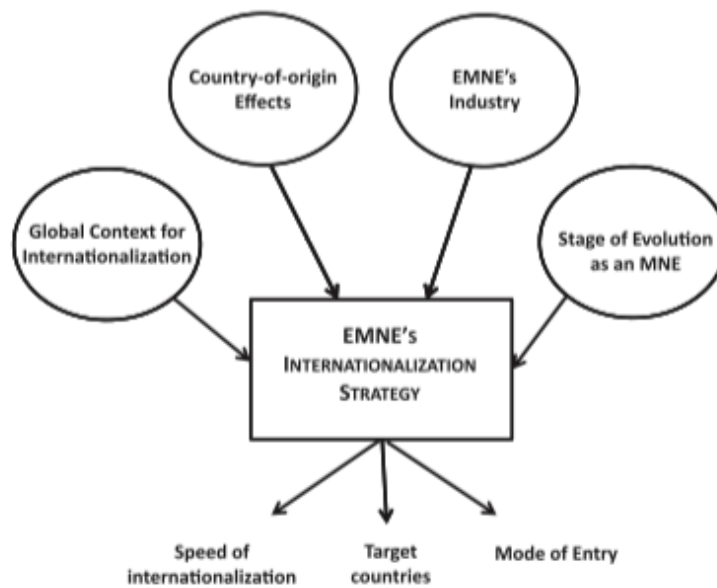 Country-of-origin
Effects
EMNE's
Industry
Global Context for
Internationalization
Stage of Evolution
as an MNE
EMNE's
INTERNATIONALIZATION
STRATEGY
Speed of
internationalization
Target
countries
Mode of Entry